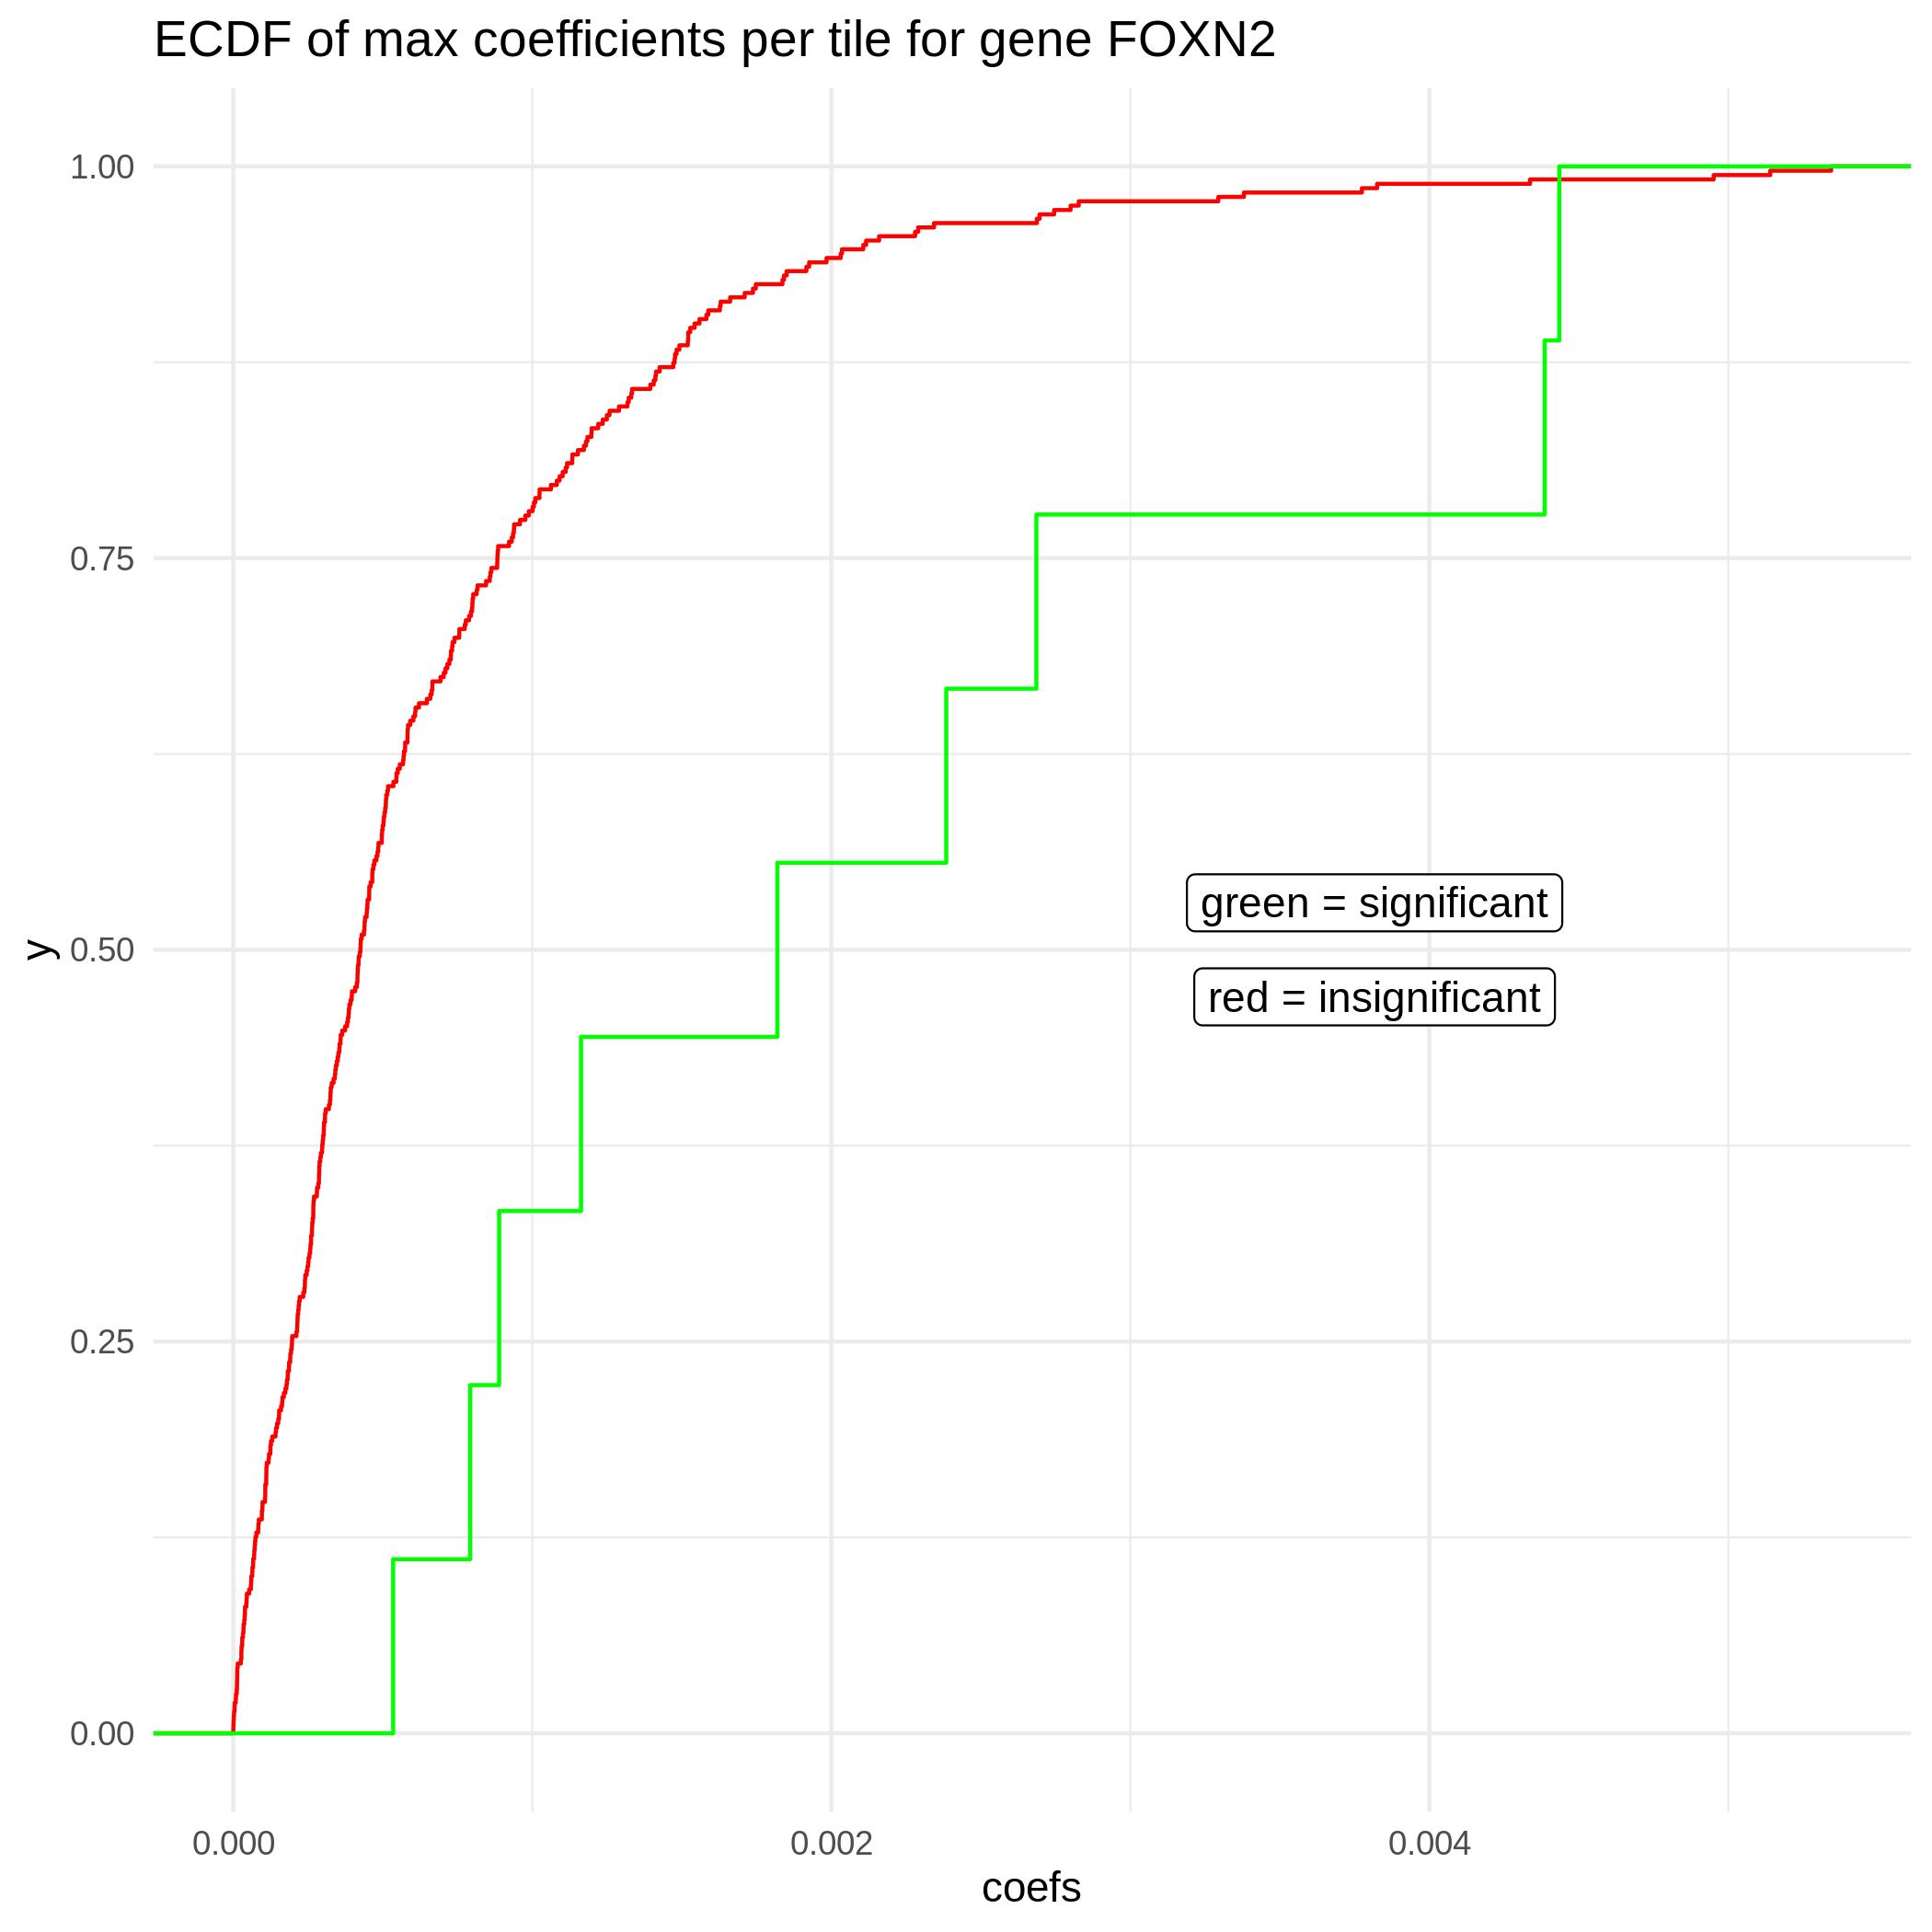 ECDF of max coefficients per tile for gene FOXN2
1.00
0.75
0.50
0.25
0.00
y
green = significant
red = insignificant
0.000
0.002
0.004
coefs